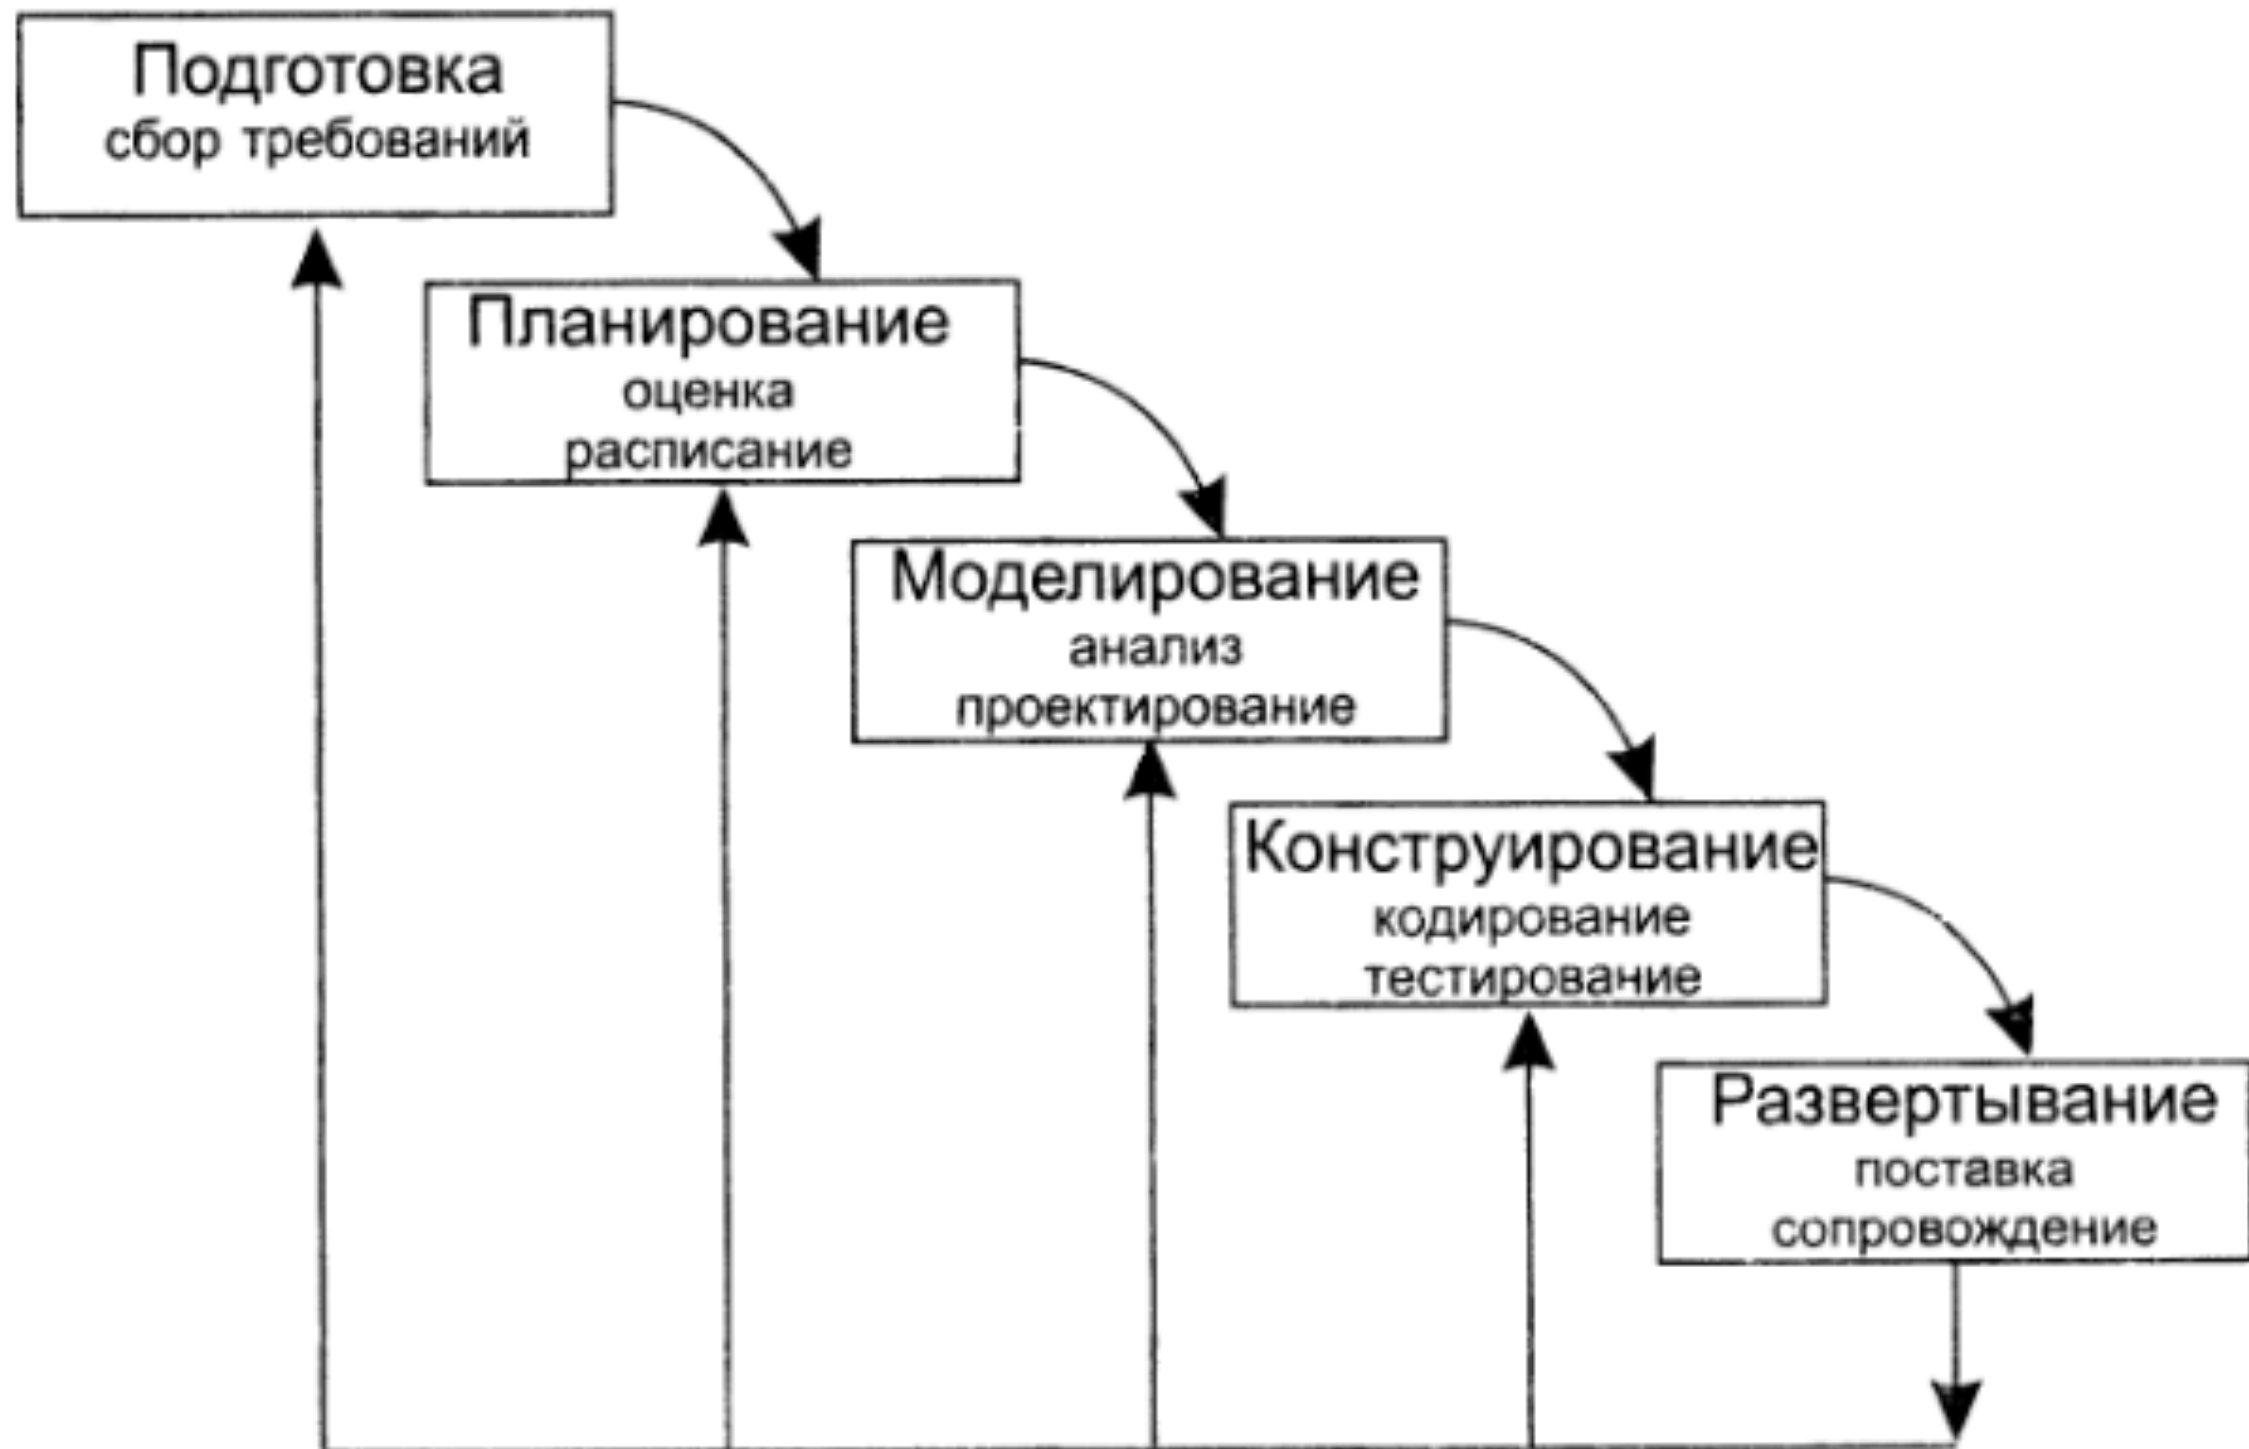 Подготовка
сбор требований
Планирование
оценка
расписание
Моделирование
анализ
проектирование
Конструирование
кодирование
тестирование
Развертывание
поставка
сопровождение